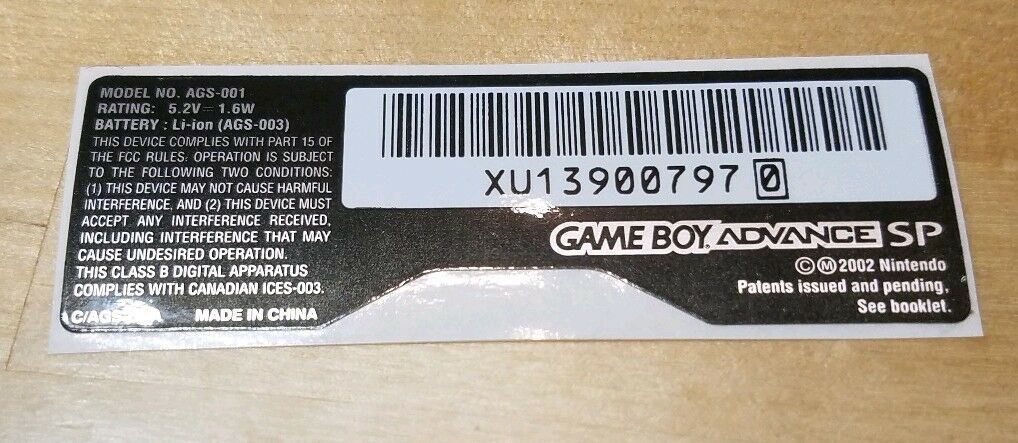 MODEL NO. AGS-001
RATING: 5.2V⎓1.6W
BATTERY : Li-ion (AGS-003)
THIS DEVICE COMPLIES WITH PART 15 OF
THE FCC RULES. OPERATION IS SUBJECT
TO THE FOLLOWING TWO CONDITIONS:
(1) THIS DEVICE MAY NOT CAUSE HARMFUL
INTERFERENCE, AND (2) THIS DEVICE MUST
ACCEPT ANY INTERFERENCE RECEIVED,
INCLUDING INTERFERENCE THAT MAY
CAUSE UNDESIRED OPERATION.
THIS CLASS B DIGITAL APPARATUS
COMPLIES WITH CANADIAN ICES-003.
MADE IN CHINA
XU13900797 0
GAME BOY ADVANCE SP
©Ⓜ2002 Nintendo
Patents issued and pending,
See booklet.